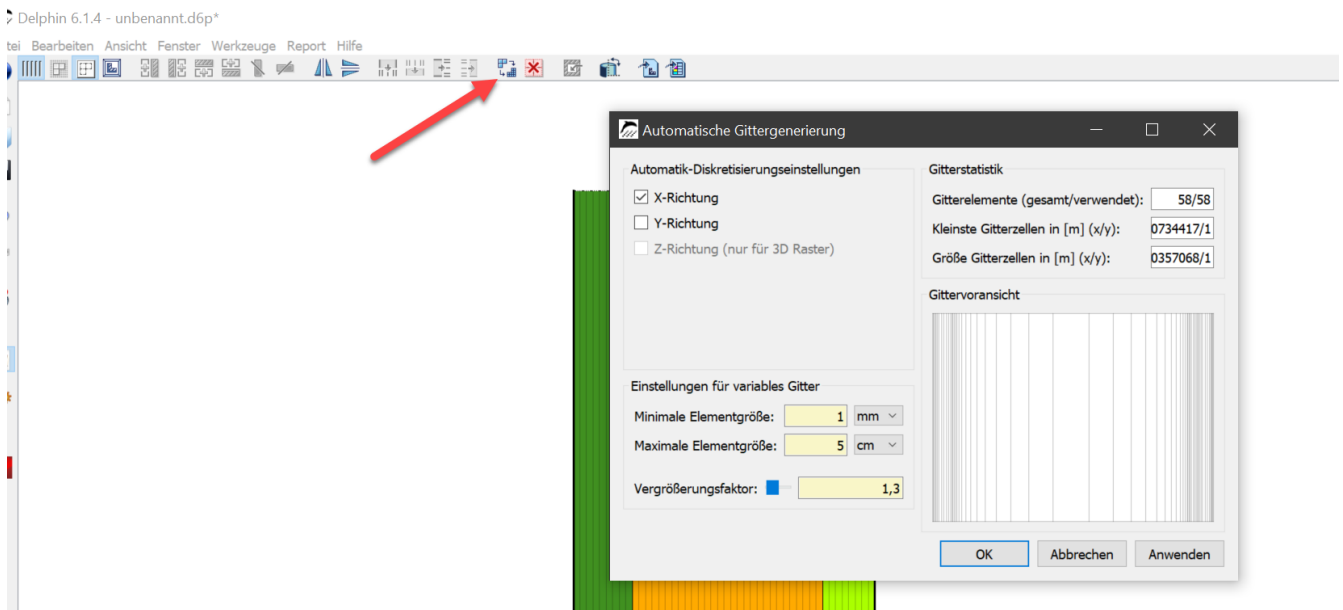 Delphin 6.1.4 - unbenannt.d6p*
tei Bearbeiten Ansicht Fenster Werkzeuge Report Hilfe
Automatische Gittergenerierung
Automatik-Diskretisierungseinstellungen
X-Richtung
Y-Richtung
Z-Richtung (nur für 3D Raster)
Gitterstatistik
Gitterelemente (gesamt/verwendet): 58/58
Kleinste Gitterzellen in [m] (x/y): 0734417/1
Größe Gitterzellen in [m] (x/y): 0357068/1
Gittervoransicht
Einstellungen für variables Gitter
Minimale Elementgröße: 1 mm
Maximale Elementgröße: 5 cm
Vergrößerungsfaktor: 1,3
OK Abbrechen Anwenden